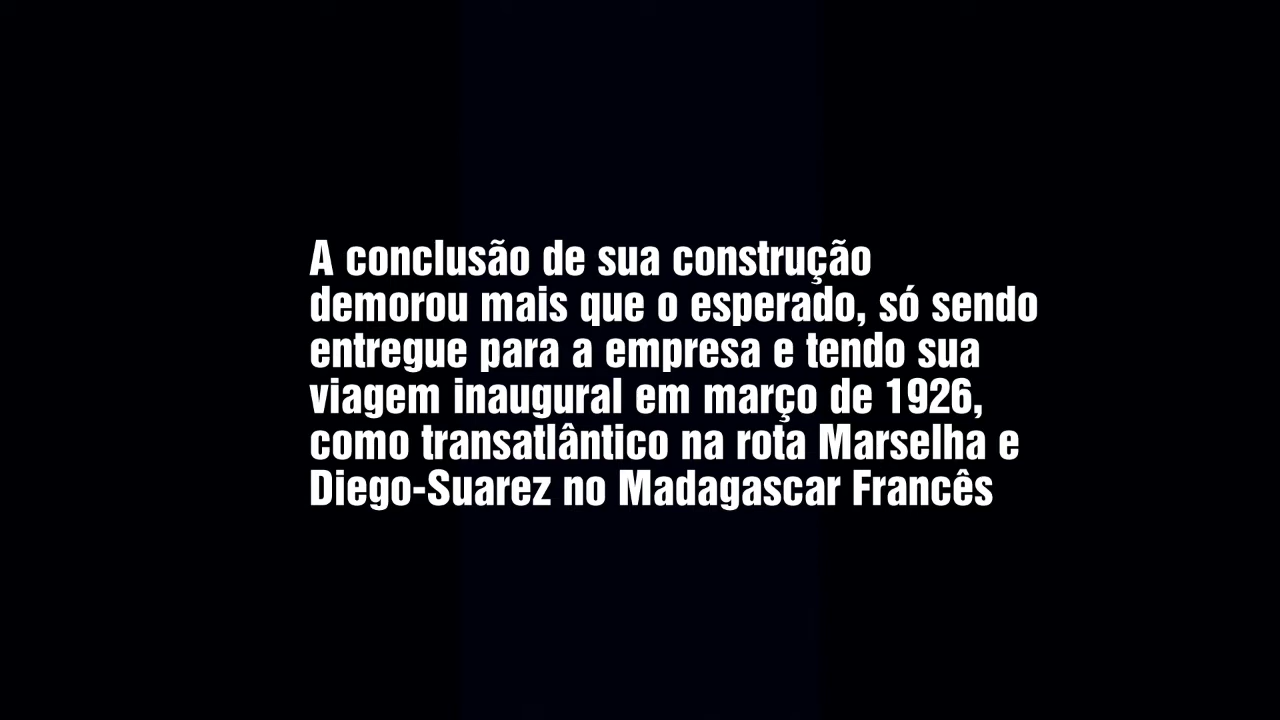 A conclusão de sua construção
demorou mais que o esperado, só sendo
entregue para a empresa e tendo sua
viagem inaugural em março de 1926,
como transatlântico na rota Marselha e
Diego-Suarez no Madagascar Francês